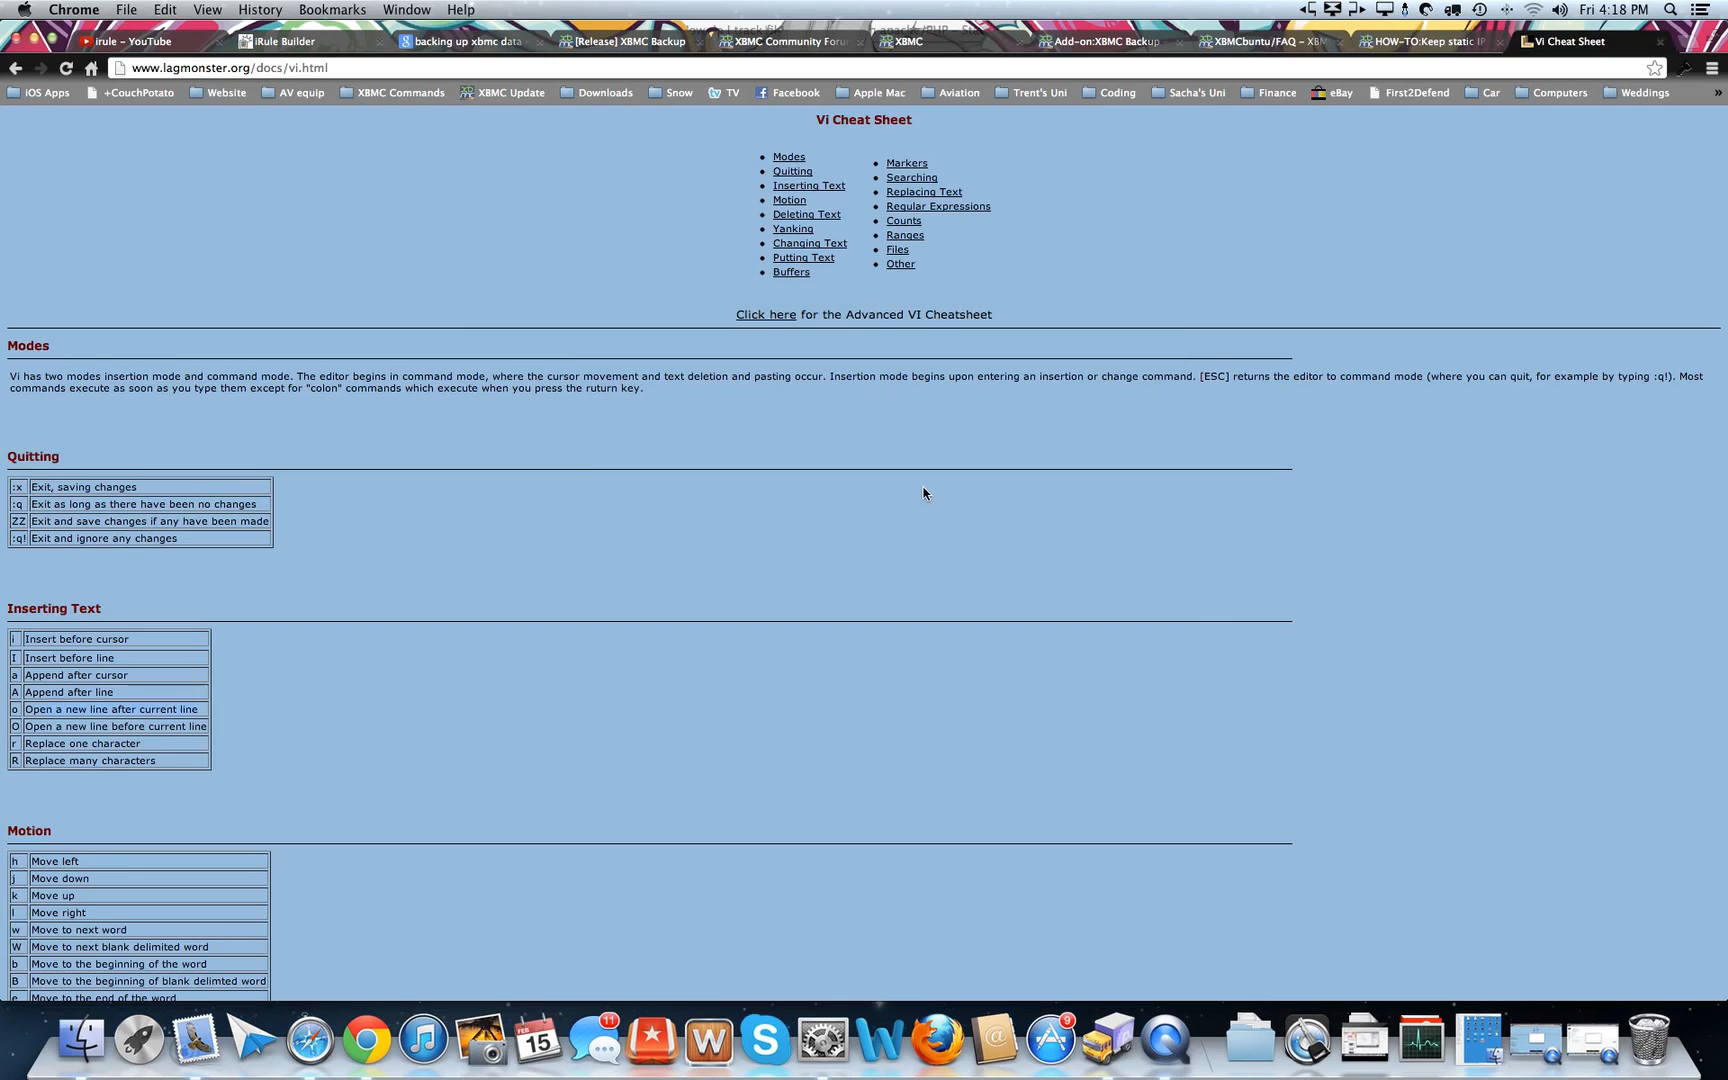 Chrome File Edit View History Bookmarks Window Help Fri 4:18 PM
irule – YouTube iRule Builder backing up xbmc data [Release] XBMC Backup XBMC Community Foru XBMC Add-on:XBMC Backup XBMCbuntu/FAQ – XBM HOW-TO:Keep static IP Vi Cheat Sheet
www.lagmonster.org/docs/vi.html
iOS Apps +CouchPotato Website AV equip XBMC Commands XBMC Update Downloads Snow TV Facebook Apple Mac Aviation Trent's Uni Coding Sacha's Uni Finance eBay First2Defend Car Computers Weddings »
Vi Cheat Sheet
Modes
Quitting
Inserting Text
Motion
Deleting Text
Yanking
Changing Text
Putting Text
Buffers
Markers
Searching
Replacing Text
Regular Expressions
Counts
Ranges
Files
Other
Click here for the Advanced VI Cheatsheet
Modes
Vi has two modes insertion mode and command mode. The editor begins in command mode, where the cursor movement and text deletion and pasting occur. Insertion mode begins upon entering an insertion or change command. [ESC] returns the editor to command mode (where you can quit, for example by typing :q!). Most
commands execute as soon as you type them except for "colon" commands which execute when you press the ruturn key.
Quitting
:x Exit, saving changes
:q Exit as long as there have been no changes
ZZ Exit and save changes if any have been made
:q! Exit and ignore any changes
Inserting Text
i Insert before cursor
I Insert before line
a Append after cursor
A Append after line
o Open a new line after current line
O Open a new line before current line
r Replace one character
R Replace many characters
Motion
h Move left
j Move down
k Move up
l Move right
w Move to next word
W Move to next blank delimited word
b Move to the beginning of the word
B Move to the beginning of blank delimted word
e Move to the end of the word
FEB
15
11
9